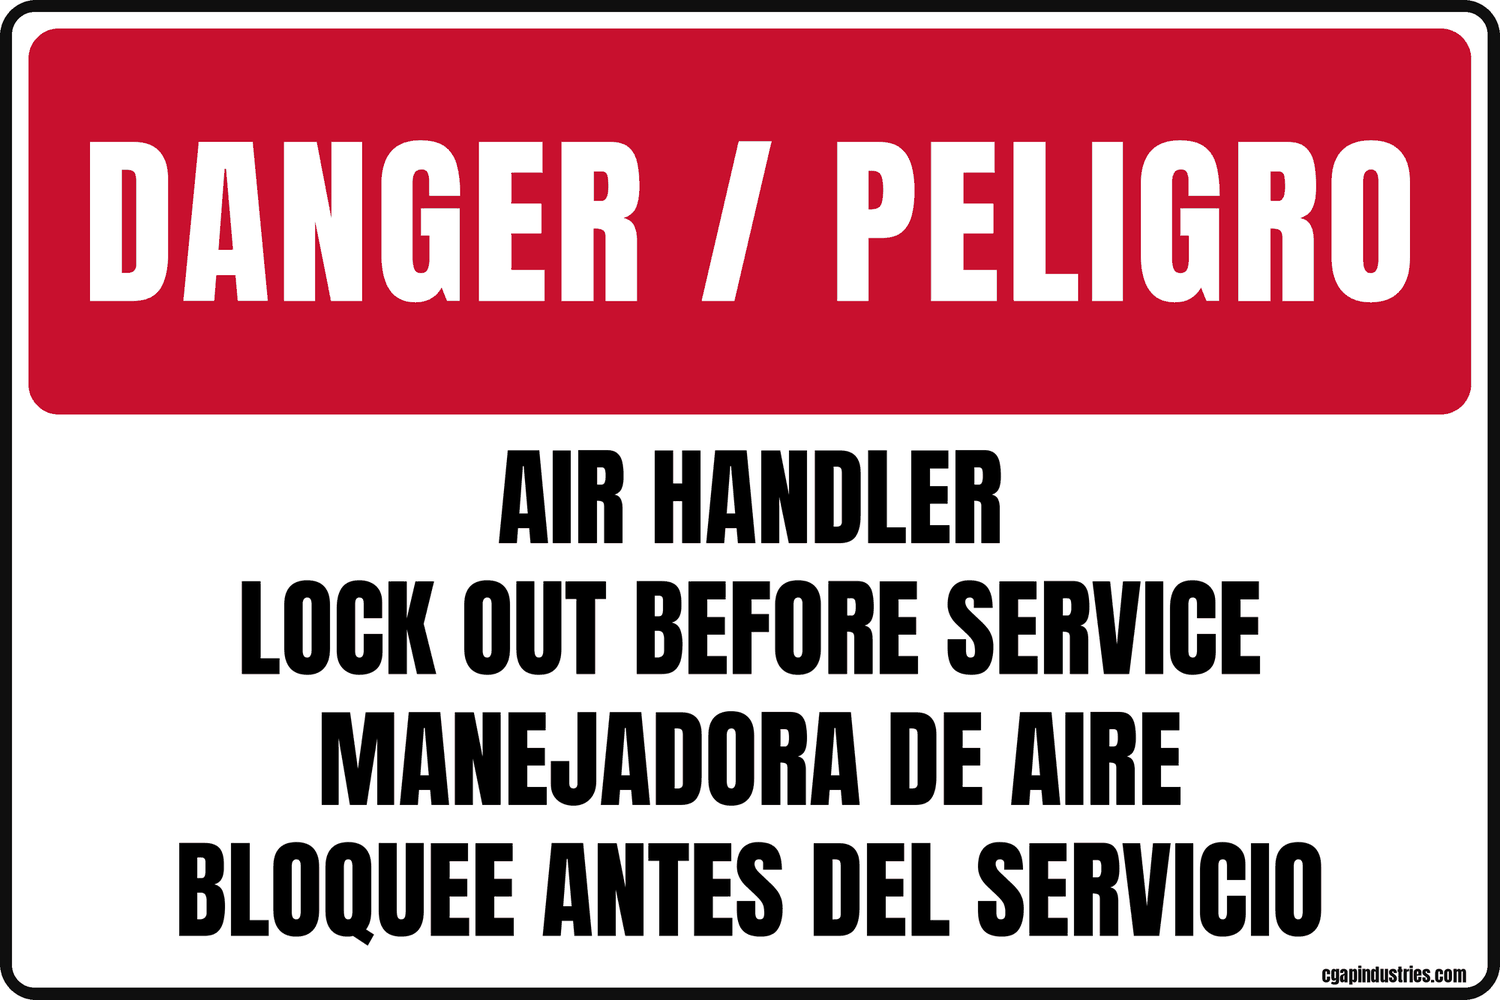 DANGER / PELIGRO
AIR HANDLER
LOCK OUT BEFORE SERVICE
MANEJADORA DE AIRE
BLOQUEE ANTES DEL SERVICIO
cgapindustries.com